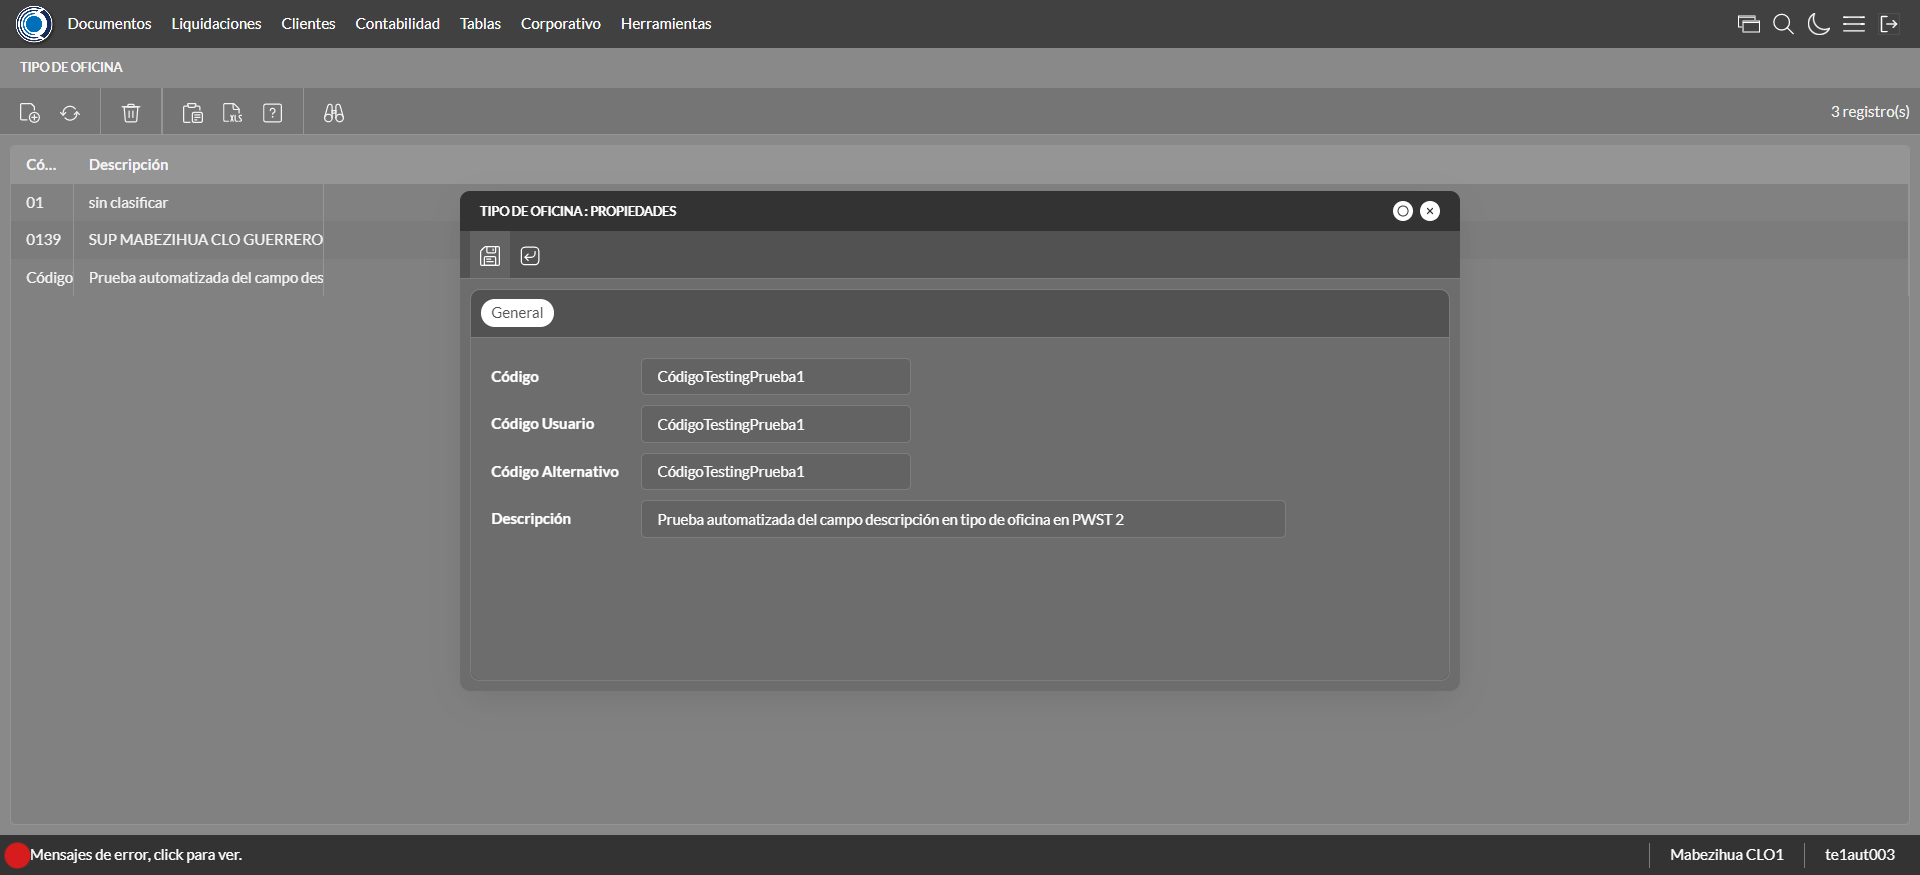 Documentos Liquidaciones Clientes Contabilidad Tablas Corporativo Herramientas
TIPO DE OFICINA
XLS ? 3 registro(s)
Có... Descripción
01 sin clasificar
0139 SUP MABEZIHUA CLO GUERRERO
Código Prueba automatizada del campo des
TIPO DE OFICINA : PROPIEDADES
General
Código CódigoTestingPrueba1
Código Usuario CódigoTestingPrueba1
Código Alternativo CódigoTestingPrueba1
Descripción Prueba automatizada del campo descripción en tipo de oficina en PWST 2
Mensajes de error, click para ver. Mabezihua CLO1 te1aut003